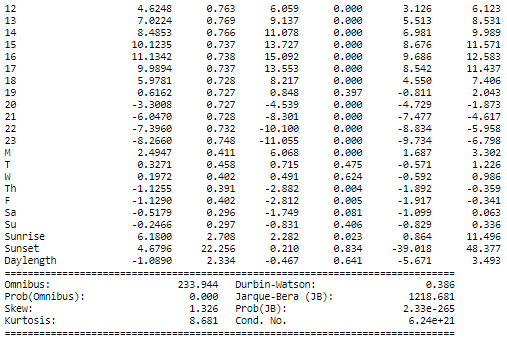 12 4.6248 0.763 6.059 0.000 3.126 6.123
13 7.0224 0.769 9.137 0.000 5.513 8.531
14 8.4853 0.766 11.078 0.000 6.981 9.989
15 10.1235 0.737 13.727 0.000 8.676 11.571
16 11.1342 0.738 15.092 0.000 9.686 12.583
17 9.9894 0.737 13.553 0.000 8.542 11.437
18 5.9781 0.728 8.217 0.000 4.550 7.406
19 0.6162 0.727 0.848 0.397 -0.811 2.043
20 -3.3008 0.727 -4.539 0.000 -4.729 -1.873
21 -6.0470 0.728 -8.301 0.000 -7.477 -4.617
22 -7.3960 0.732 -10.100 0.000 -8.834 -5.958
23 -8.2660 0.748 -11.055 0.000 -9.734 -6.798
M 2.4947 0.411 6.068 0.000 1.687 3.302
T 0.3271 0.458 0.715 0.475 -0.571 1.226
W 0.1972 0.402 0.491 0.624 -0.592 0.986
Th -1.1255 0.391 -2.882 0.004 -1.892 -0.359
F -1.1290 0.402 -2.812 0.005 -1.917 -0.341
Sa -0.5179 0.296 -1.749 0.081 -1.099 0.063
Su -0.2466 0.297 -0.831 0.406 -0.829 0.336
Sunrise 6.1800 2.708 2.282 0.023 0.864 11.496
Sunset 4.6796 22.256 0.210 0.834 -39.018 48.377
Daylength -1.0890 2.334 -0.467 0.641 -5.671 3.493
==============================================================================
Omnibus: 233.944 Durbin-Watson: 0.386
Prob(Omnibus): 0.000 Jarque-Bera (JB): 1218.681
Skew: 1.326 Prob(JB): 2.33e-265
Kurtosis: 8.681 Cond. No. 6.24e+21
==============================================================================